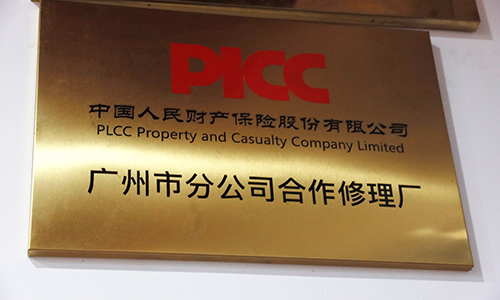 PICC
中国人民财产保险股份有限公司
PLCC Property and Casualty Company Limited
广州市分公司合作修理厂